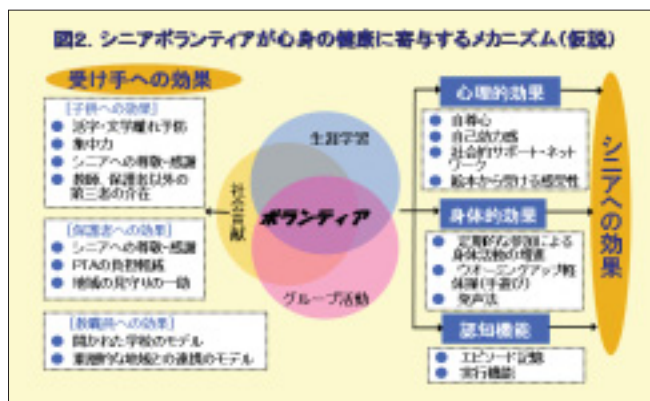 図2. シニアボランティアが心身の健康に寄与するメカニズム(仮説)
受け手への効果
[子供への効果]
● 活字・文学離れ予防
● 集中力
● シニアへの尊敬・感謝
● 教師、保護者以外の
第三者の介在
[保護者への効果]
● シニアへの尊敬・感謝
● PTAの負担軽減
● 地域の見守りの一助
[教職員への効果]
● 開かれた学校のモデル
● 重層的な地域との連携のモデル
生涯学習
社会貢献
ボランティア
グループ活動
心理的効果
● 自尊心
● 自己効力感
● 社会的サポート・ネット
ワーク
● 絵本から受ける感受性
身体的効果
● 定期的な参加による
身体活動の増進
● ウオーミングアップ軽
体操(手遊び)
● 発声法
認知機能
● エピソード記憶
● 実行機能
シニアへの効果